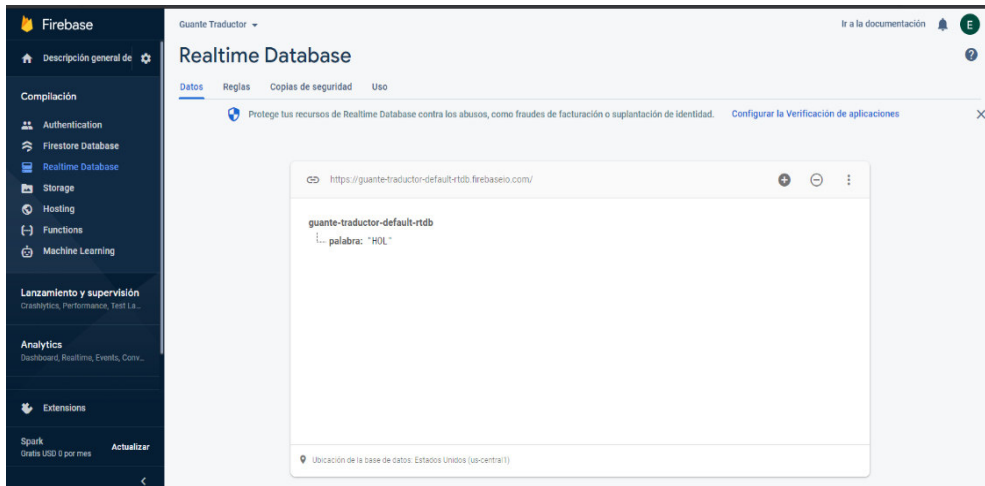 Firebase
Descripción general de
Compilación
Authentication
Firestore Database
Realtime Database
Storage
Hosting
Functions
Machine Learning
Lanzamiento y supervisión
Crashlytics, Performance, Test La...
Analytics
Dashboard, Realtime, Events, Conv...
Extensions
Spark
Gratis USD 0 por mes
Actualizar
Guante Traductor
Ir a la documentación
E
Realtime Database
Datos Reglas Copias de seguridad Uso
Protege tus recursos de Realtime Database contra los abusos, como fraudes de facturación o suplantación de identidad. Configurar la Verificación de aplicaciones
https://guante-traductor-default-rtdb.firebaseio.com/
guante-traductor-default-rtdb
palabra: "HOL"
Ubicación de la base de datos: Estados Unidos (us-central1)